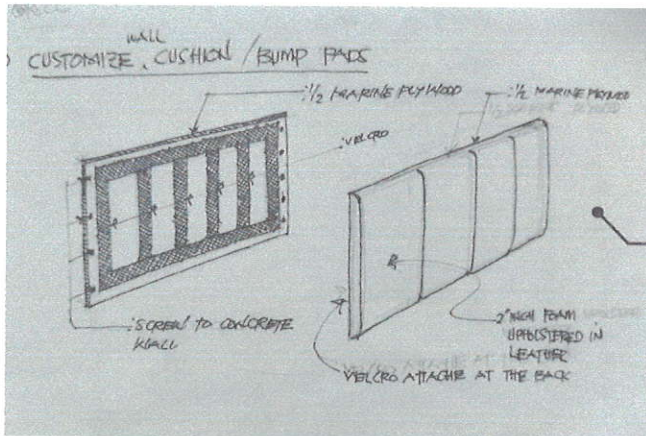 WALL
CUSTOMIZE CUSHION / BUMP PADS
:1/2 MARINE PLYWOOD
:1/2 MARINE PLYWOOD
:VELCRO
:SCREW TO CONCRETE
WALL
2" INCH FOAM
UPHOLSTERED IN
LEATHER
VELCRO ATTACHE AT THE BACK